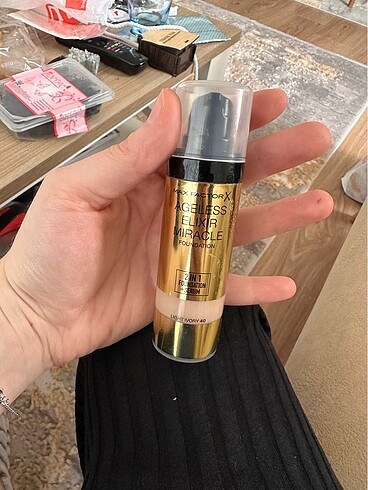 MAX FACTOR X
AGELESS
ELIXIR
MIRACLE
FOUNDATION
2 IN 1
FOUNDATION
+ SERUM
LIGHT IVORY 40